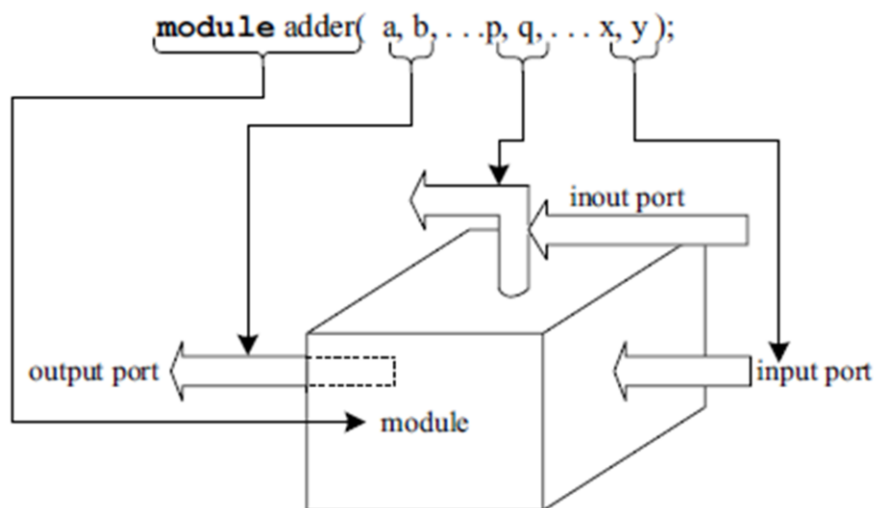 module adder( a, b,. . .p, q,. . . x, y );
inout port
output port
input port
module